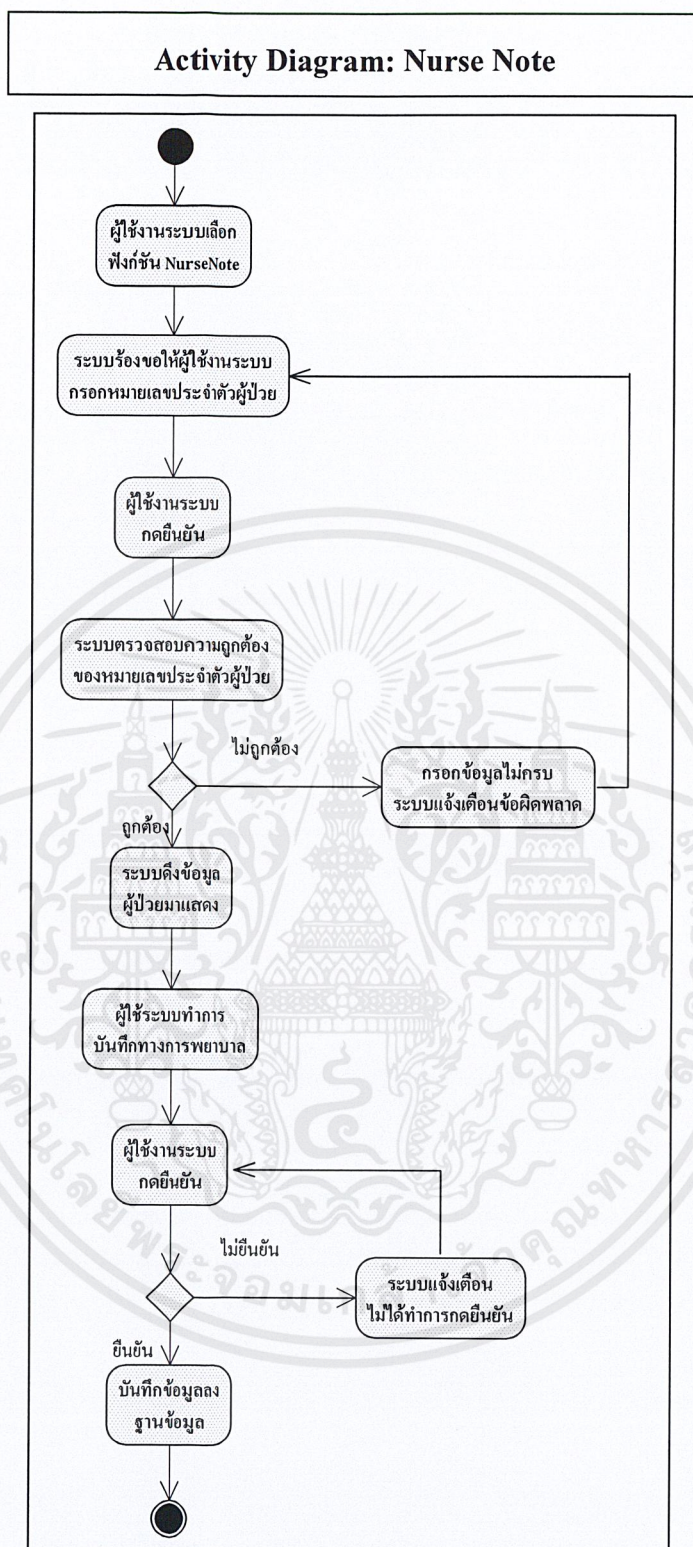 Activity Diagram: Nurse Note
ผู้ใช้งานระบบเลือก
ฟังก์ชัน NurseNote
ระบบร้องขอให้ผู้ใช้งานระบบ
กรอกหมายเลขประจำตัวผู้ป่วย
ผู้ใช้งานระบบ
กดยืนยัน
ระบบตรวจสอบความถูกต้อง
ของหมายเลขประจำตัวผู้ป่วย
ไม่ถูกต้อง
กรอกข้อมูลไม่ครบ
ระบบแจ้งเตือนข้อผิดพลาด
ถูกต้อง
ระบบดึงข้อมูล
ผู้ป่วยมาแสดง
ผู้ใช้ระบบทำการ
บันทึกทางการพยาบาล
ผู้ใช้งานระบบ
กดยืนยัน
ไม่ยืนยัน
ระบบแจ้งเตือน
ไม่ได้ทำการกดยืนยัน
ยืนยัน
บันทึกข้อมูลลง
ฐานข้อมูล